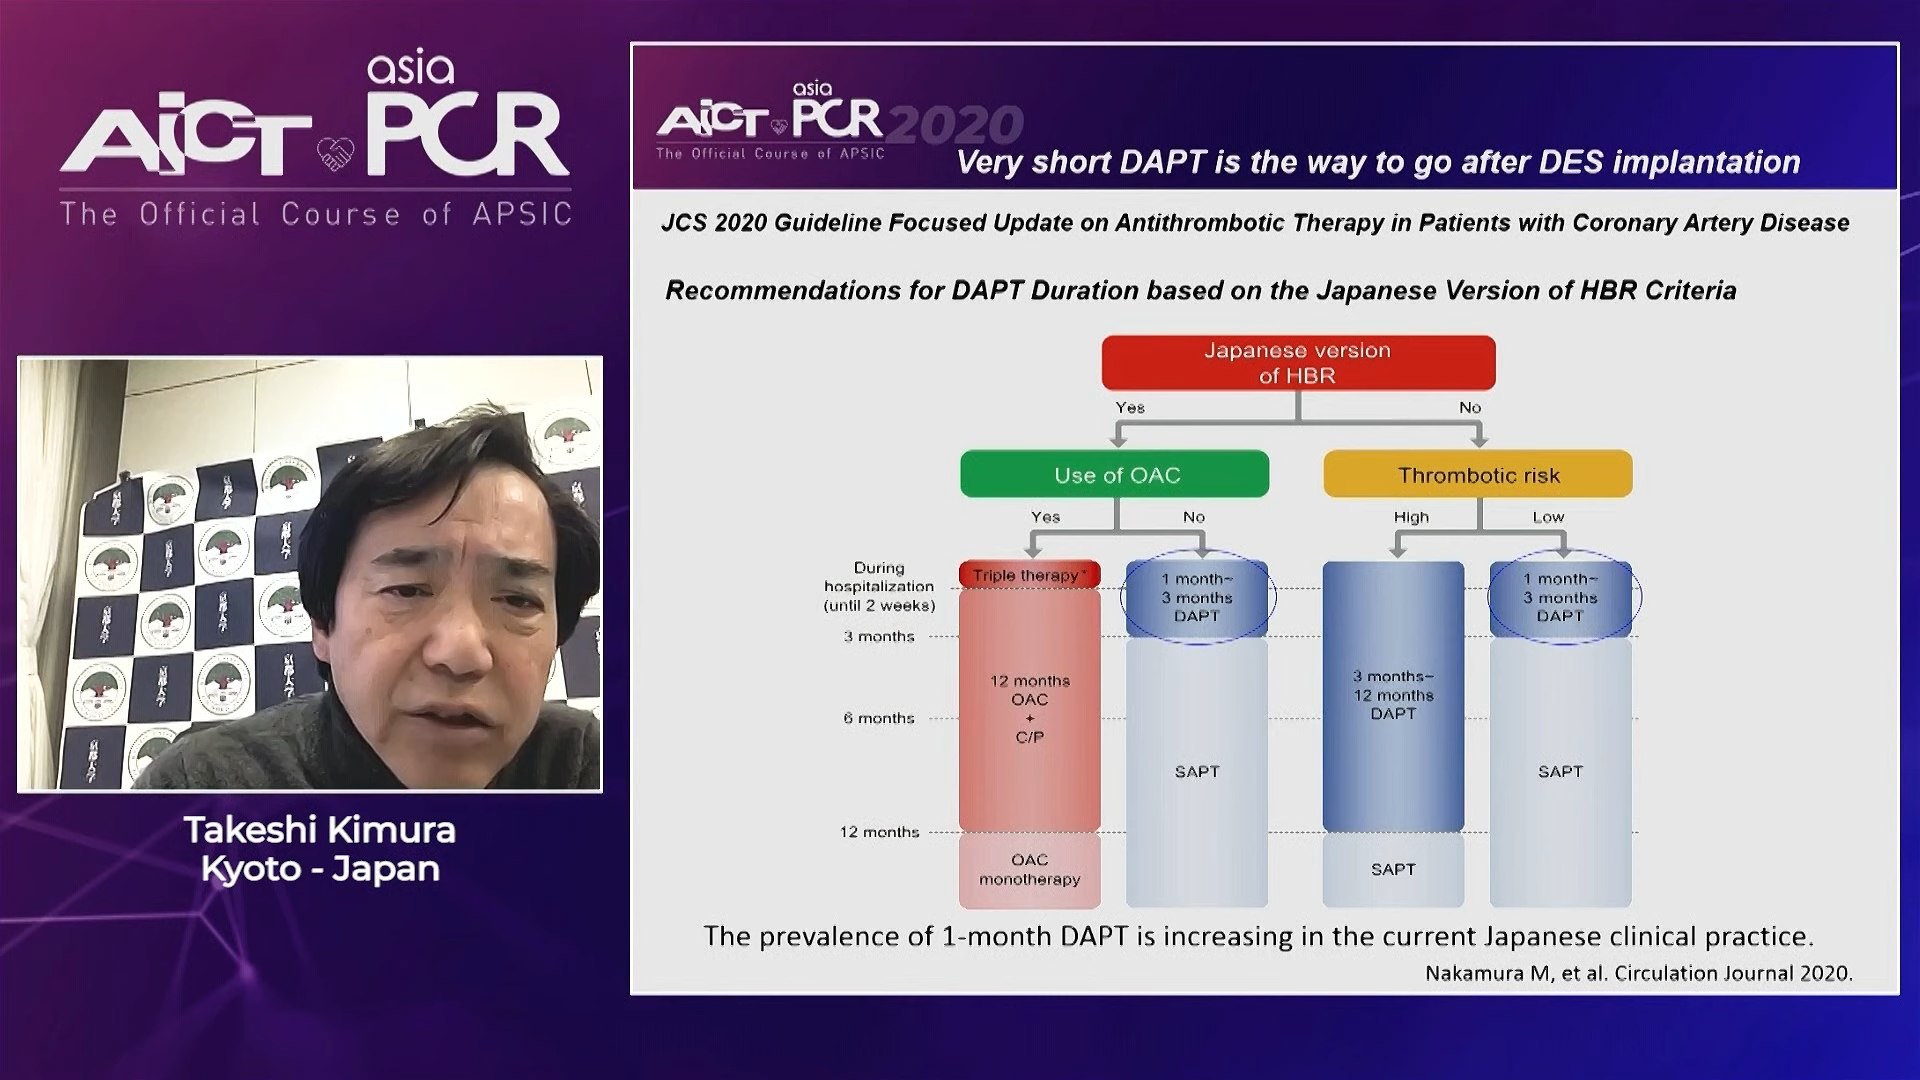 asia
AICT PCR
The Official Course of APSIC
asia
AICT PCR 2020
The Official Course of APSIC
Very short DAPT is the way to go after DES implantation
JCS 2020 Guideline Focused Update on Antithrombotic Therapy in Patients with Coronary Artery Disease
Recommendations for DAPT Duration based on the Japanese Version of HBR Criteria
Japanese version
of HBR
Yes
No
Use of OAC
Thrombotic risk
Yes
No
High
Low
During
hospitalization
(until 2 weeks)
3 months
6 months
12 months
Triple therapy*
12 months
OAC
+
C/P
OAC
monotherapy
1 month~
3 months
DAPT
SAPT
3 months~
12 months
DAPT
SAPT
1 month~
3 months
DAPT
SAPT
The prevalence of 1-month DAPT is increasing in the current Japanese clinical practice.
Nakamura M, et al. Circulation Journal 2020.
京都大学
Takeshi Kimura
Kyoto - Japan